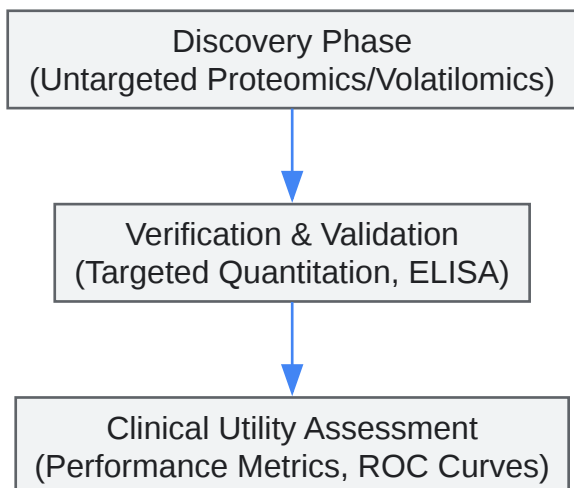 Discovery Phase
(Untargeted Proteomics/Volatilomics)
Verification & Validation
(Targeted Quantitation, ELISA)
Clinical Utility Assessment
(Performance Metrics, ROC Curves)